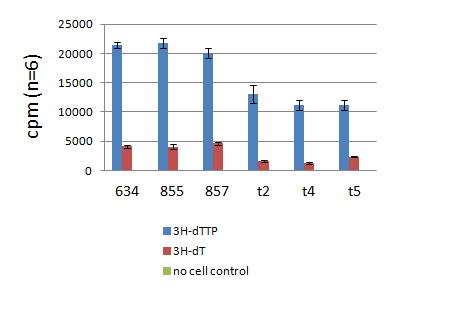 cpm (n=6)
25000
20000
15000
10000
5000
0
634 855 857 t2 t4 t5
3H-dTTP
3H-dT
no cell control